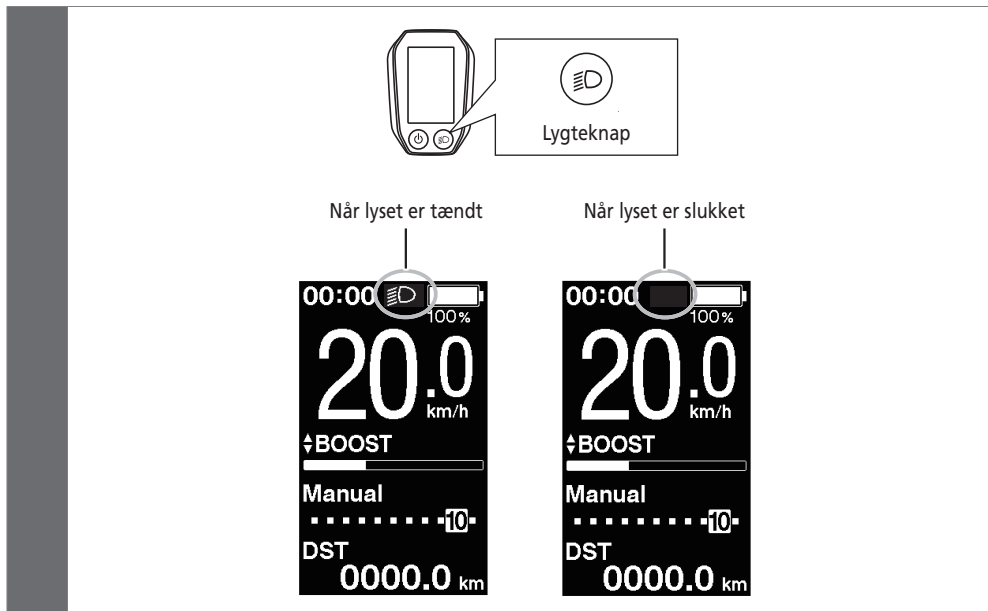 Lygteknap
Når lyset er tændt
Når lyset er slukket
00:00
100%
20.0
km/h
BOOST
Manual
10
DST
0000.0 km
00:00
100%
20.0
km/h
BOOST
Manual
10
DST
0000.0 km